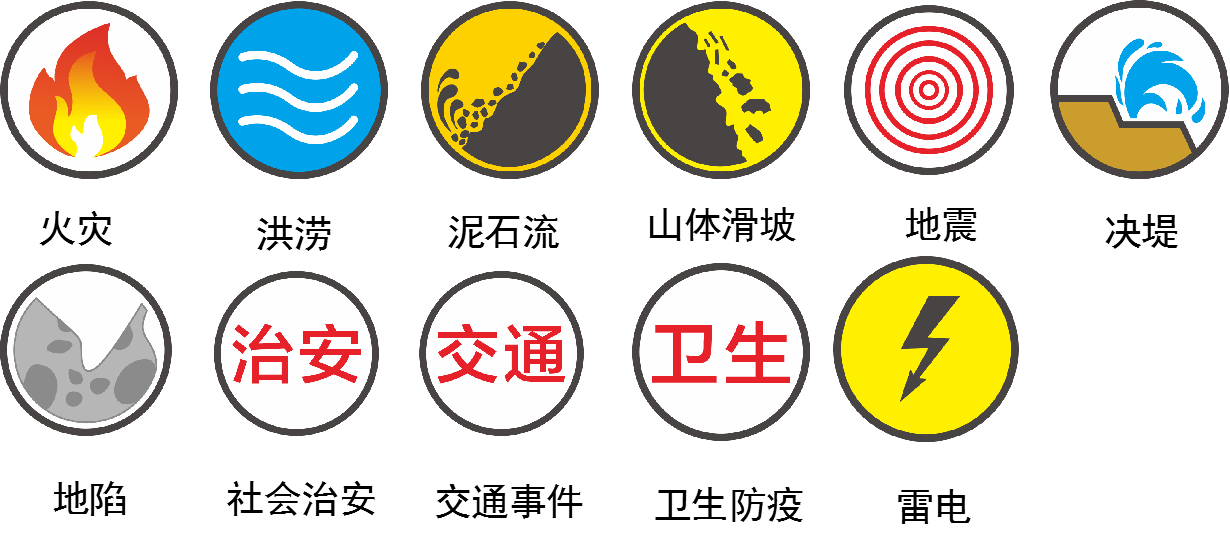 火灾
洪涝
泥石流
山体滑坡
地震
决堤
治安
交通
卫生
地陷
社会治安
交通事件
卫生防疫
雷电